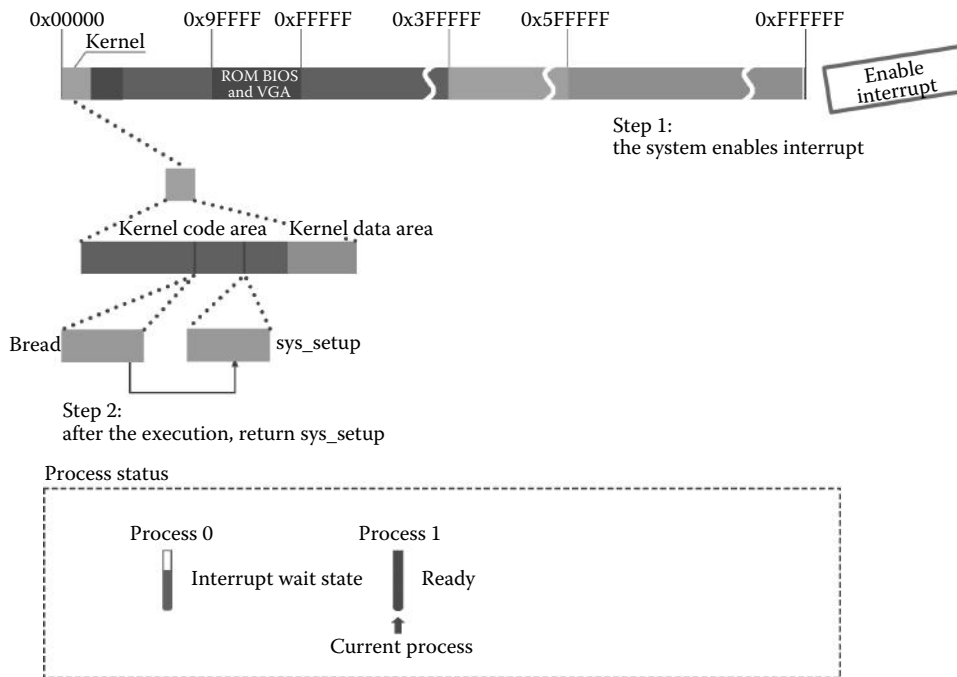 0x00000 0x9FFFF 0xFFFFF 0x3FFFFF 0x5FFFFF 0xFFFFFF
Kernel
ROM BIOS
and VGA
Enable
interrupt
Step 1:
the system enables interrupt
Kernel code area Kernel data area
Bread sys_setup
Step 2:
after the execution, return sys_setup
Process status
Process 0 Process 1
Interrupt wait state Ready
Current process